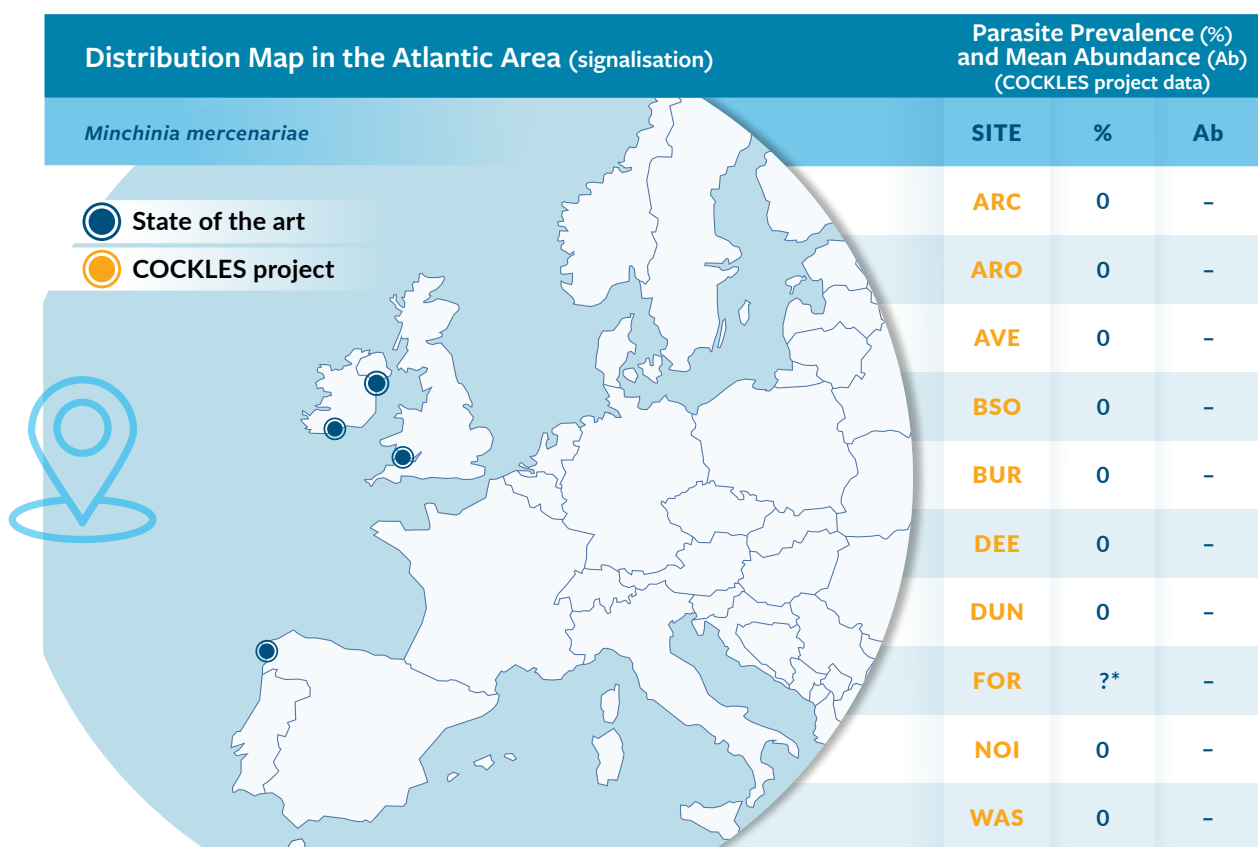 Distribution Map in the Atlantic Area (signalisation)
Parasite Prevalence (%)
and Mean Abundance (Ab)
(COCKLES project data)
Minchinia mercenariae
SITE % Ab
State of the art
COCKLES project
ARC 0 –
ARO 0 –
AVE 0 –
BSO 0 –
BUR 0 –
DEE 0 –
DUN 0 –
FOR ?* –
NOI 0 –
WAS 0 –